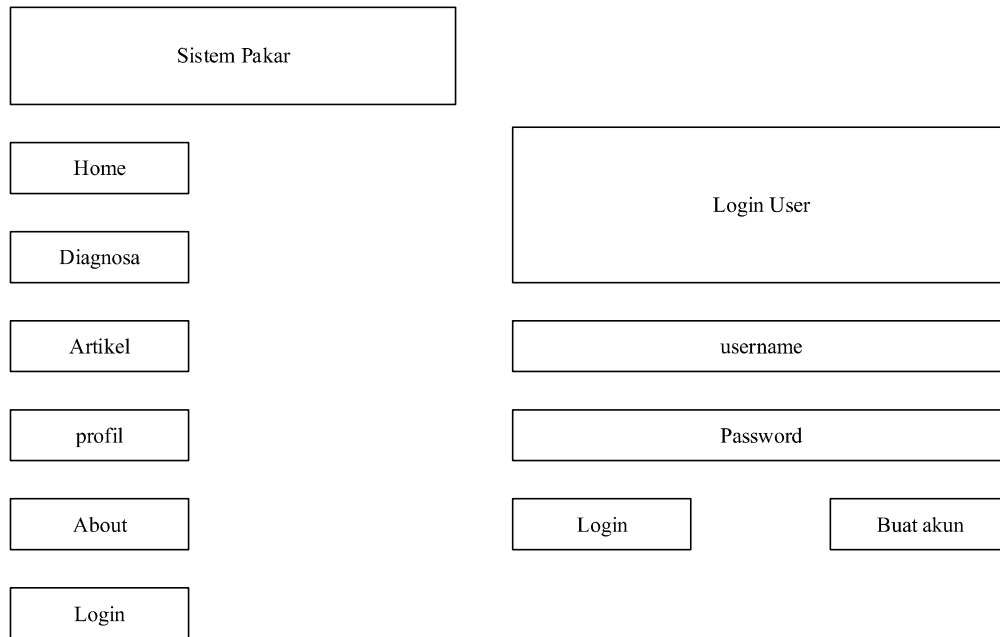 Sistem Pakar
Home
Diagnosa
Artikel
profil
About
Login
Login User
username
Password
Login
Buat akun